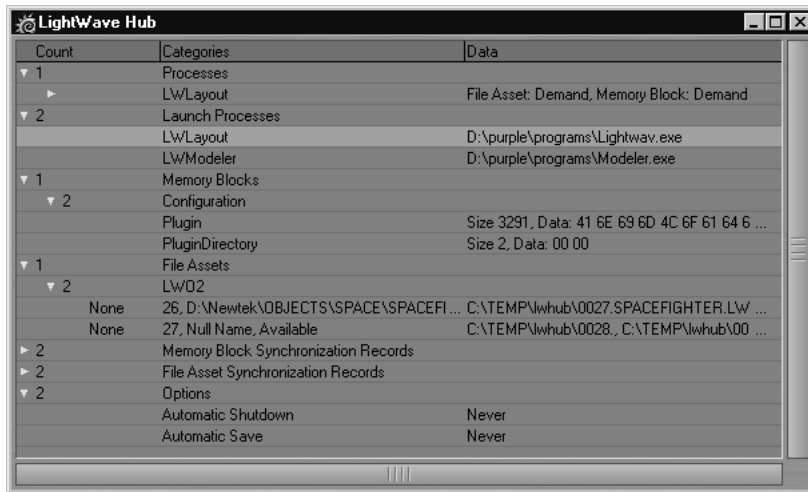 LightWave Hub
Count Categories Data
1 Processes
LWLayout File Asset: Demand, Memory Block: Demand
2 Launch Processes
LWLayout D:\purple\programs\Lightwav.exe
LWModeler D:\purple\programs\Modeler.exe
1 Memory Blocks
2 Configuration
Plugin Size 3291, Data: 41 6E 69 6D 4C 6F 61 64 6 ...
PluginDirectory Size 2, Data: 00 00
1 File Assets
2 LWO2
None 26, D:\Newtek\OBJECTS\SPACE\SPACEFI ... C:\TEMP\lwhub\0027.SPACEFIGHTER.LW ...
None 27, Null Name, Available C:\TEMP\lwhub\0028., C:\TEMP\lwhub\00 ...
2 Memory Block Synchronization Records
2 File Asset Synchronization Records
2 Options
Automatic Shutdown Never
Automatic Save Never